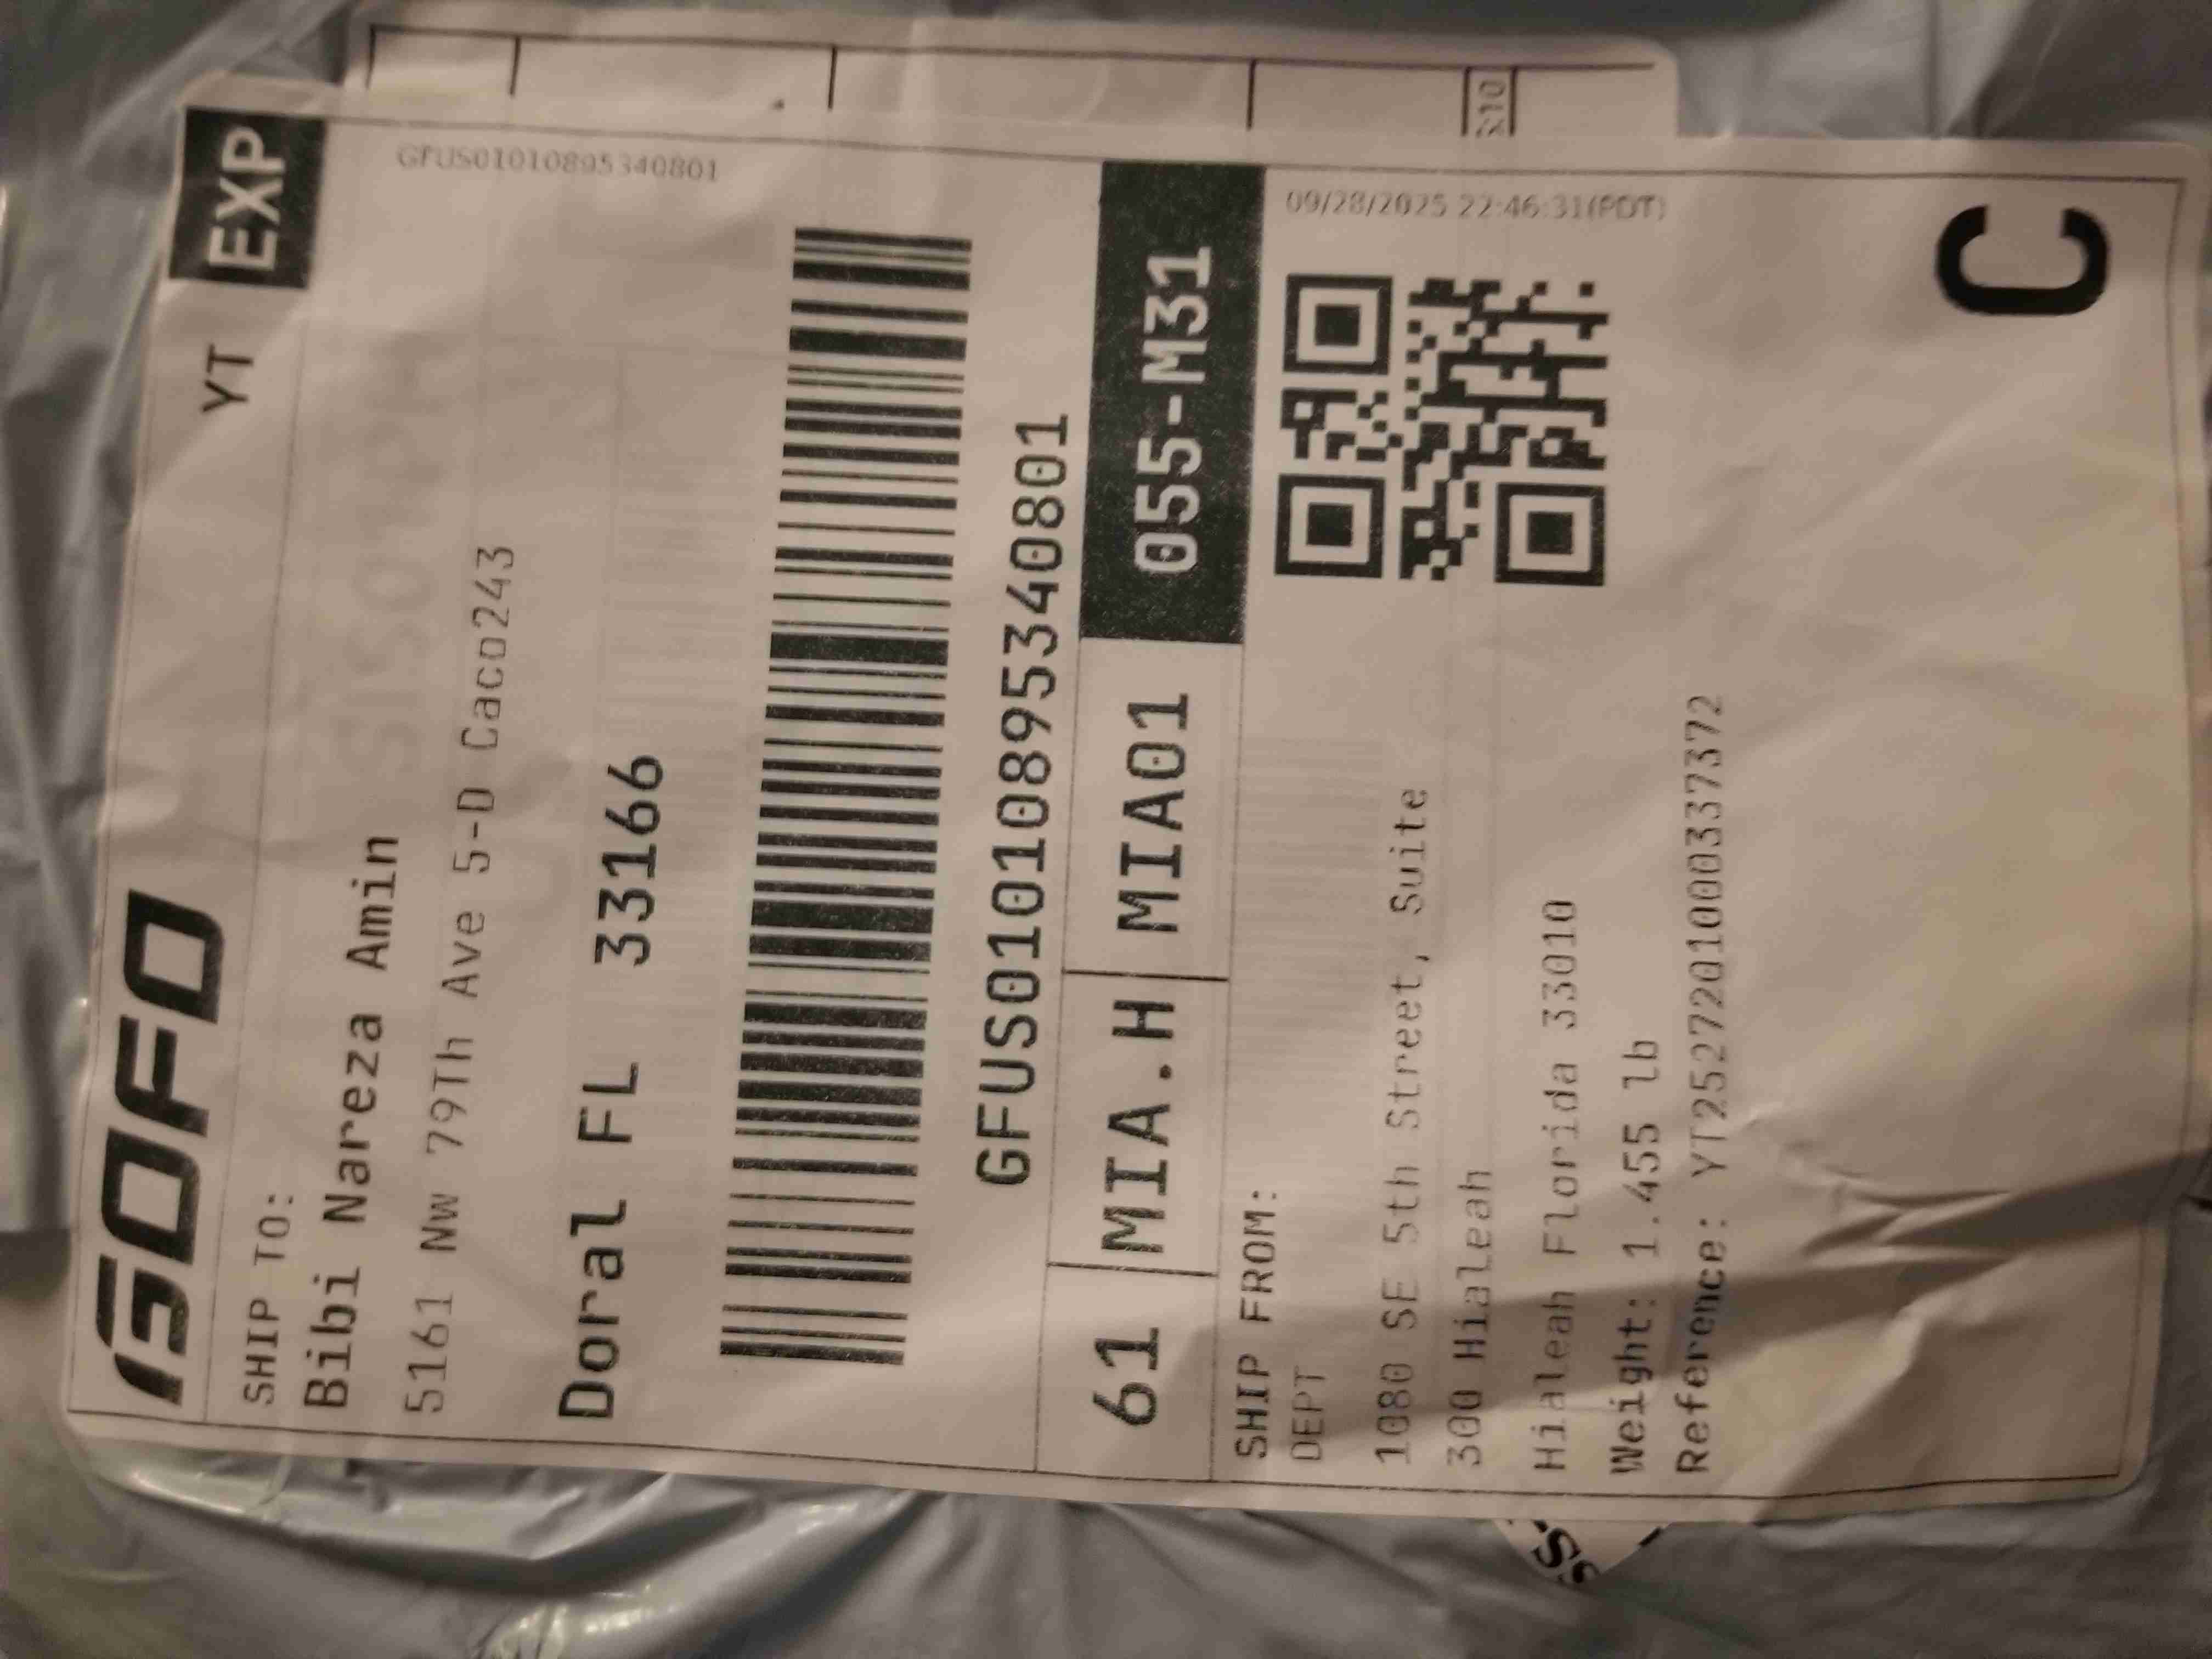 GOFO
YT EXP
SHIP TO:
GFUS01010895340801
Bibi Nareza Amin
5161 Nw 79Th Ave 5-D Caco243
Doral FL 33166
GFUS01010895340801
61 MIA.H MIA01 055-M31
SHIP FROM:
09/28/2025 22:46:31(PDT)
DEPT
1080 SE 5th Street, Suite
300 Hialeah
Hialeah Florida 33010
Weight: 1.455 lb
Reference: YT2527201000337372
C